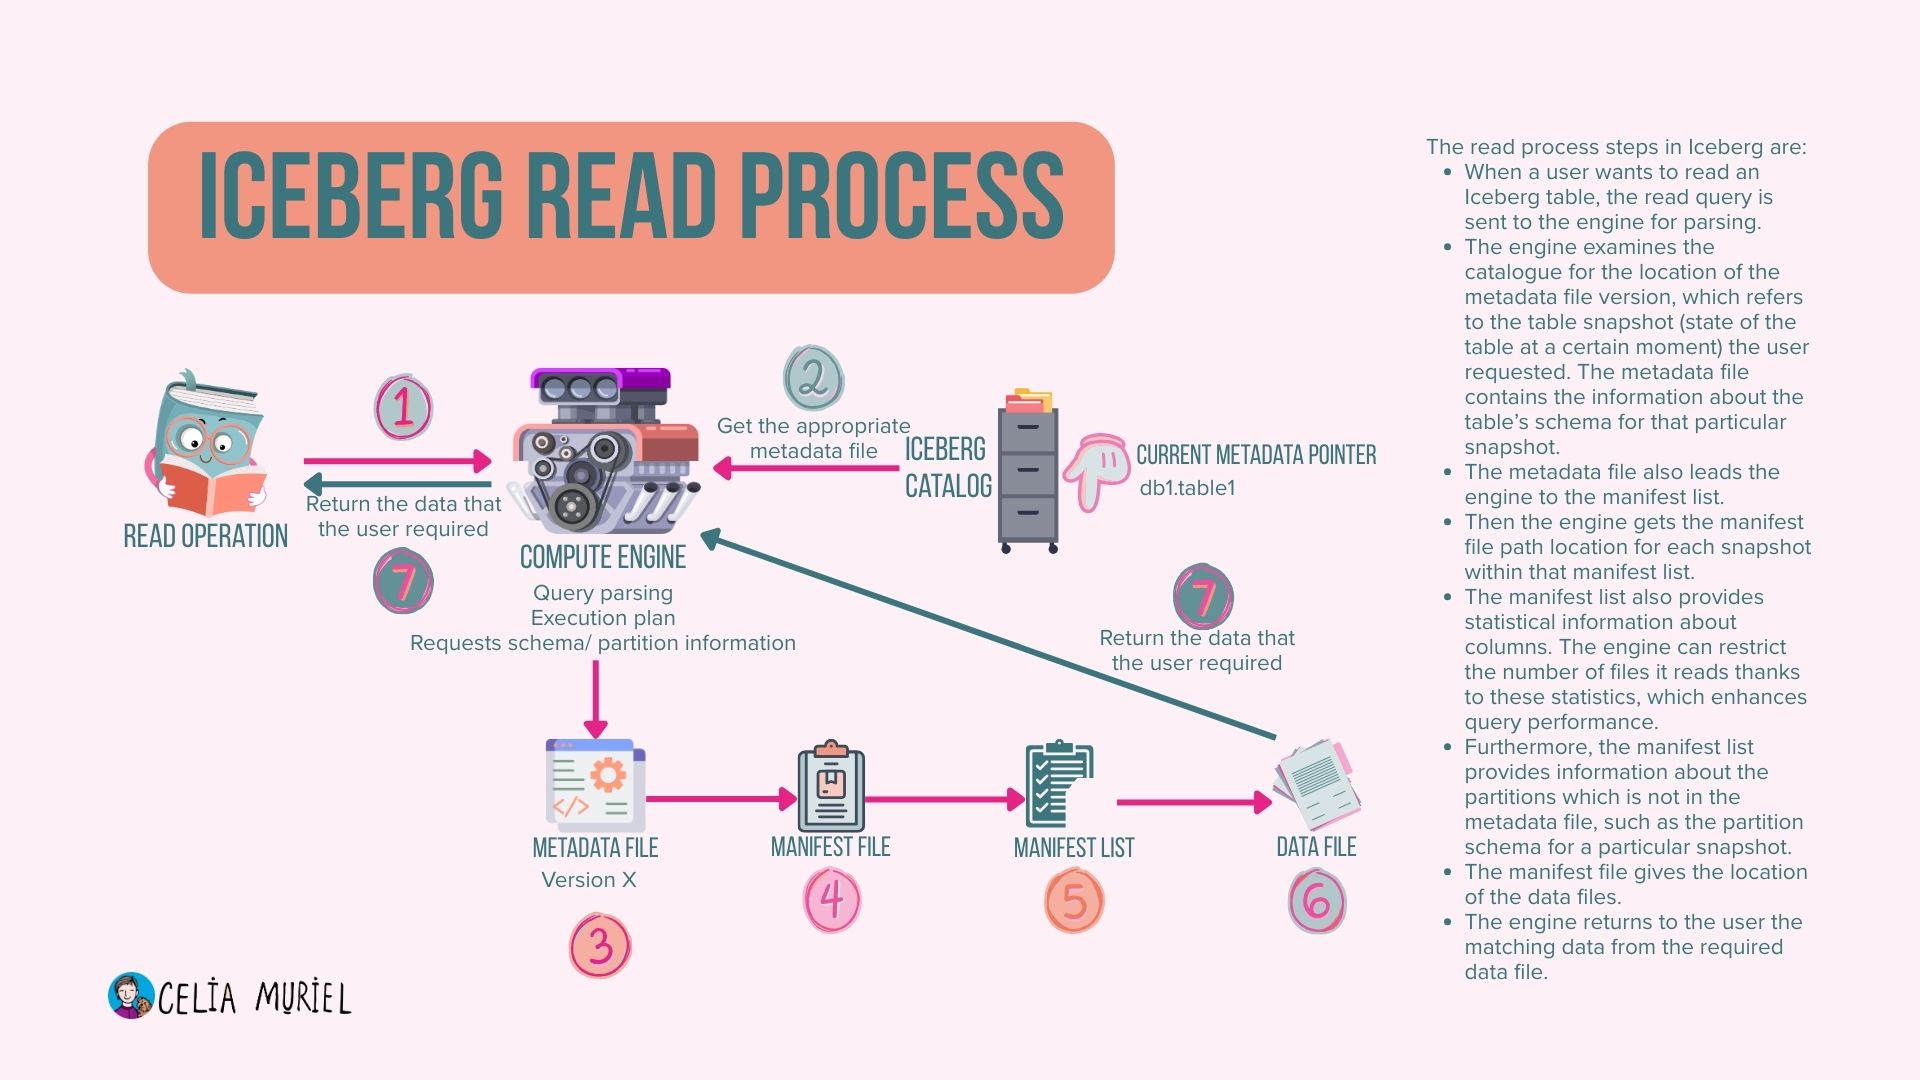 ICEBERG READ PROCESS
1
Return the data that
the user required
7
READ OPERATION
COMPUTE ENGINE
Query parsing
Execution plan
Requests schema/ partition information
2
Get the appropriate
metadata file
ICEBERG
CATALOG
CURRENT METADATA POINTER
db1.table1
7
Return the data that
the user required
METADATA FILE
Version X
3
MANIFEST FILE
4
MANIFEST LIST
5
DATA FILE
6
The read process steps in Iceberg are:
• When a user wants to read an
Iceberg table, the read query is
sent to the engine for parsing.
• The engine examines the
catalogue for the location of the
metadata file version, which refers
to the table snapshot (state of the
table at a certain moment) the user
requested. The metadata file
contains the information about the
table’s schema for that particular
snapshot.
• The metadata file also leads the
engine to the manifest list.
• Then the engine gets the manifest
file path location for each snapshot
within that manifest list.
• The manifest list also provides
statistical information about
columns. The engine can restrict
the number of files it reads thanks
to these statistics, which enhances
query performance.
• Furthermore, the manifest list
provides information about the
partitions which is not in the
metadata file, such as the partition
schema for a particular snapshot.
• The manifest file gives the location
of the data files.
• The engine returns to the user the
matching data from the required
data file.
CELIA MURIEL